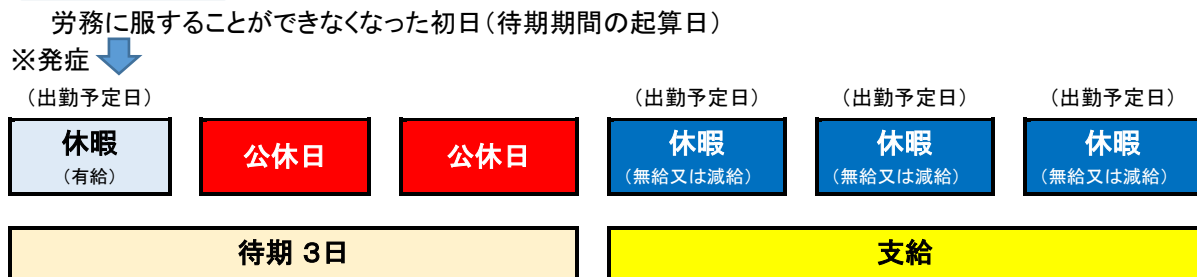 労務に服することができなくなった初日(待期期間の起算日)
※発症
(出勤予定日) (出勤予定日) (出勤予定日) (出勤予定日)
休暇 公休日 公休日 休暇 休暇 休暇
(有給) (無給又は減給) (無給又は減給) (無給又は減給)
待期 3日 支給